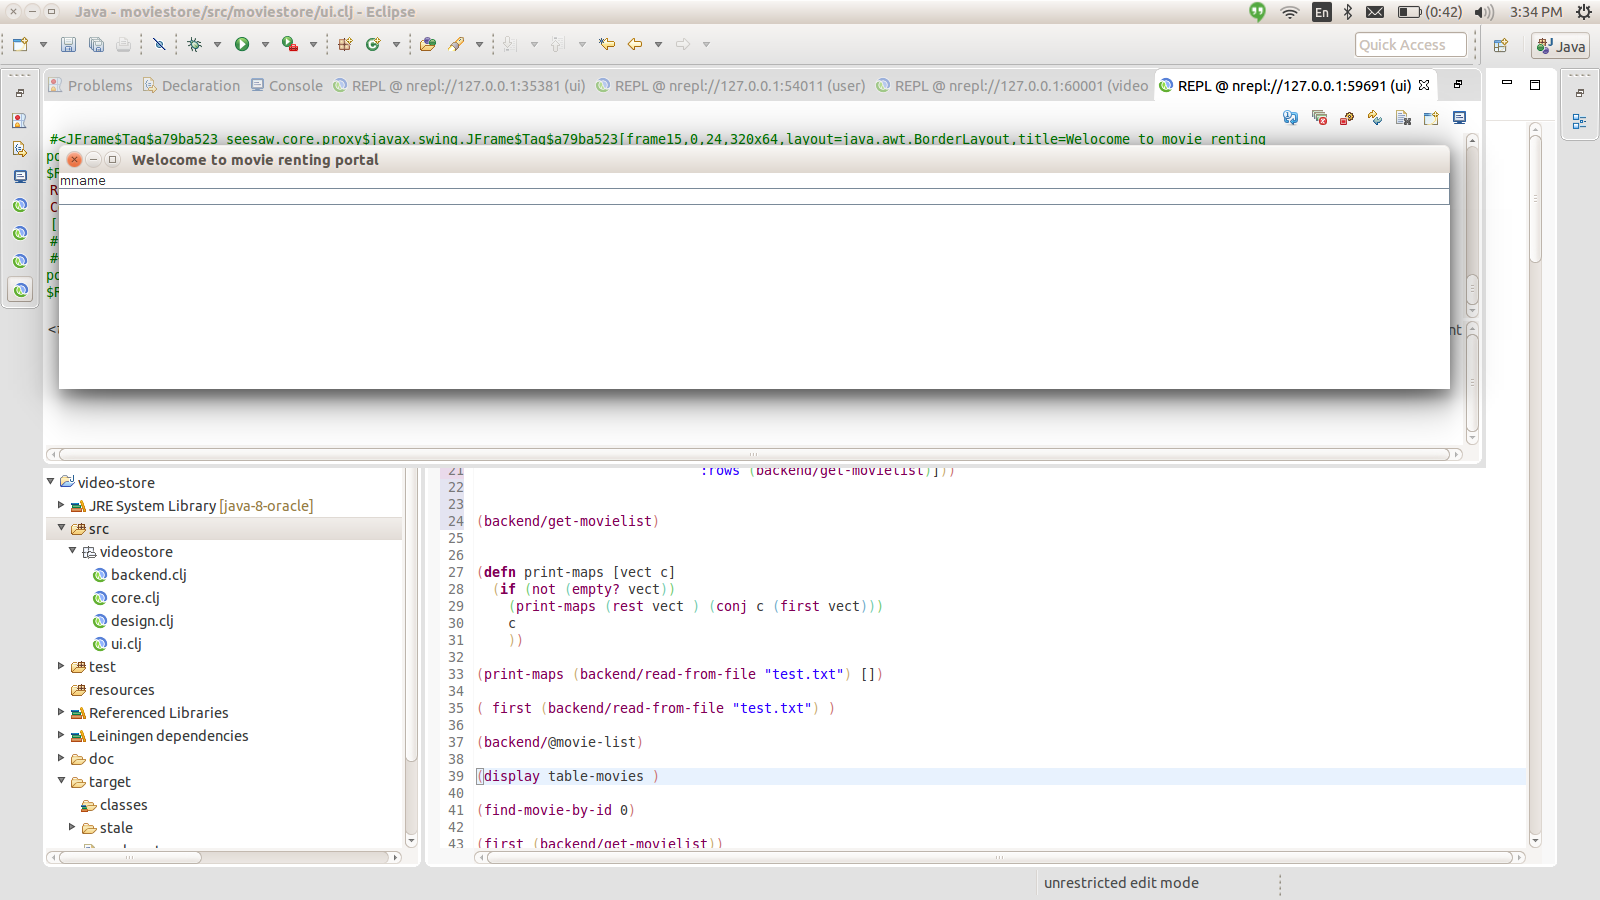 Java - moviestore/src/moviestore/ui.clj - Eclipse
En
(0:42)
3:34 PM
Quick Access
Java
Problems
Declaration
Console
REPL @ nrepl://127.0.0.1:35381 (ui)
REPL @ nrepl://127.0.0.1:54011 (user)
REPL @ nrepl://127.0.0.1:60001 (video
REPL @ nrepl://127.0.0.1:59691 (ui)
#<JFrame$Tag$a79ba523 seesaw.core.proxy$javax.swing.JFrame$Tag$a79ba523[frame15,0,24,320x64,layout=java.awt.BorderLayout,title=Welocome to movie renting
po
$R
R
C
[
#
#
po
$R
<
nt
Welocome to movie renting portal
mname
video-store
JRE System Library [java-8-oracle]
src
videostore
backend.clj
core.clj
design.clj
ui.clj
test
resources
Referenced Libraries
Leiningen dependencies
doc
target
classes
stale
21 :rows (backend/get-movielist)]))
22
23
24 (backend/get-movielist)
25
26
27 (defn print-maps [vect c]
28 (if (not (empty? vect))
29 (print-maps (rest vect ) (conj c (first vect)))
30 c
31 ))
32
33 (print-maps (backend/read-from-file "test.txt") [])
34
35 ( first (backend/read-from-file "test.txt") )
36
37 (backend/@movie-list)
38
39 (display table-movies )
40
41 (find-movie-by-id 0)
42
43 (first (backend/get-movielist))
unrestricted edit mode